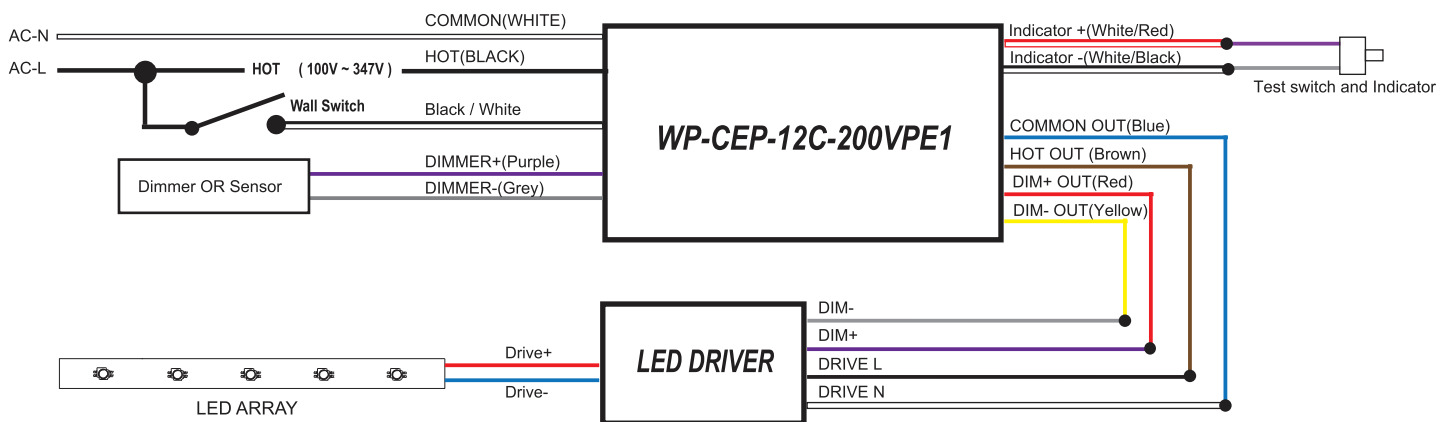 AC-N
COMMON(WHITE)
AC-L
HOT ( 100V ~ 347V )
HOT(BLACK)
Wall Switch
Black / White
Dimmer OR Sensor
DIMMER+(Purple)
DIMMER-(Grey)
WP-CEP-12C-200VPE1
Indicator +(White/Red)
Indicator -(White/Black)
Test switch and Indicator
COMMON OUT(Blue)
HOT OUT (Brown)
DIM+ OUT(Red)
DIM- OUT(Yellow)
LED ARRAY
Drive+
Drive-
LED DRIVER
DIM-
DIM+
DRIVE L
DRIVE N